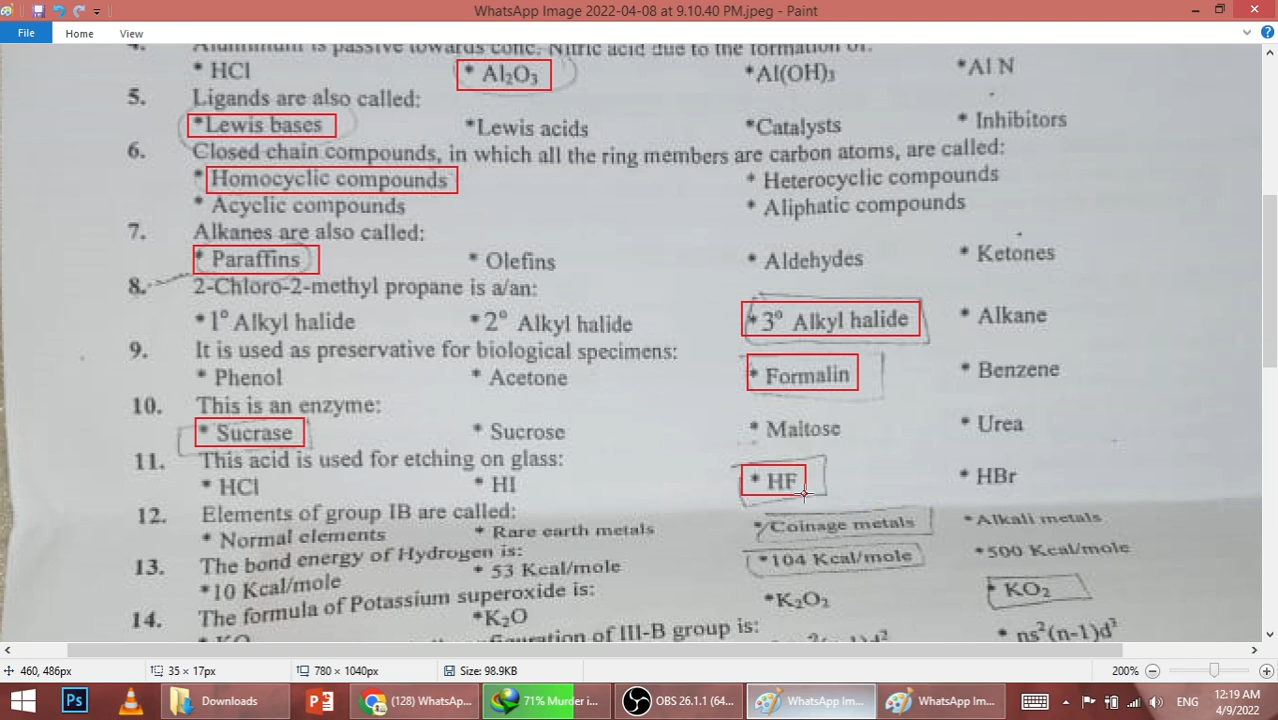 WhatsApp Image 2022-04-08 at 9.10.40 PM.jpeg - Paint
File Home View
4. Aluminium is passive towards conc. Nitric acid due to the formation of:
* HCl * Al₂O₃ *Al(OH)₃ *Al N
5. Ligands are also called:
*Lewis bases *Lewis acids *Catalysts * Inhibitors
6. Closed chain compounds, in which all the ring members are carbon atoms, are called:
* Homocyclic compounds * Heterocyclic compounds
* Acyclic compounds * Aliphatic compounds
7. Alkanes are also called:
* Paraffins * Olefins * Aldehydes * Ketones
8. 2-Chloro-2-methyl propane is a/an:
* 1° Alkyl halide * 2° Alkyl halide * 3° Alkyl halide * Alkane
9. It is used as preservative for biological specimens:
* Phenol * Acetone * Formalin * Benzene
10. This is an enzyme:
* Sucrase * Sucrose * Maltose * Urea
11. This acid is used for etching on glass:
* HCl * HI * HF * HBr
12. Elements of group IB are called:
* Normal elements * Rare earth metals * Coinage metals * Alkali metals
13. The bond energy of Hydrogen is:
*10 Kcal/mole * 53 Kcal/mole *104 Kcal/mole *500 Kcal/mole
14. The formula of Potassium superoxide is:
*K₂O *K₂O₂ * KO₂
figuration of III-B group is:
* ns²(n-1)d³
460, 486px 35 × 17px 780 × 1040px Size: 98.9KB 200%
Ps Downloads (128) WhatsAp... 71% Murder i... OBS 26.1.1 (64... WhatsApp Im... WhatsApp Im... ENG 12:19 AM
4/9/2022